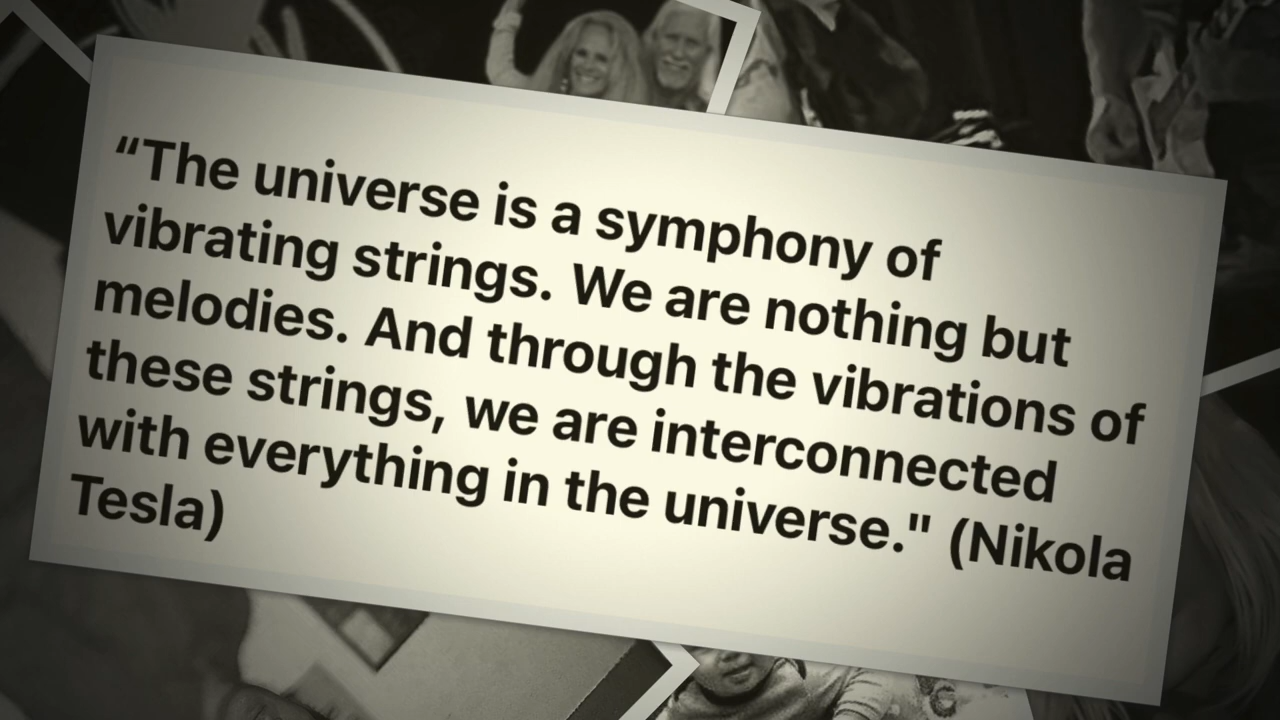 “The universe is a symphony of
vibrating strings. We are nothing but
melodies. And through the vibrations of
these strings, we are interconnected
with everything in the universe." (Nikola
Tesla)